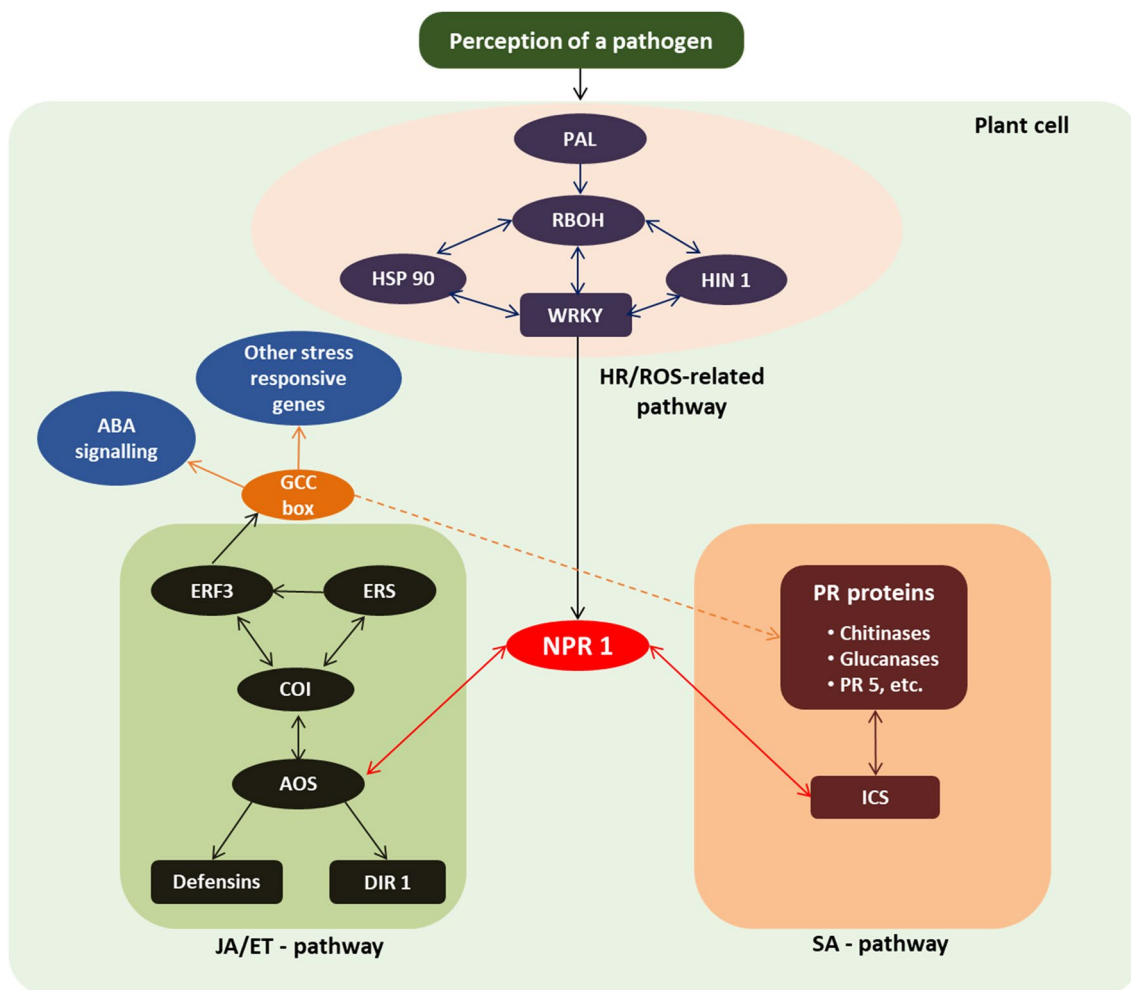 Perception of a pathogen
Plant cell
PAL
RBOH
HSP 90
HIN 1
WRKY
Other stress
responsive
genes
HR/ROS-related
pathway
ABA
signalling
GCC
box
ERF3
ERS
PR proteins
• Chitinases
• Glucanases
• PR 5, etc.
NPR 1
COI
AOS
ICS
Defensins
DIR 1
JA/ET - pathway
SA - pathway